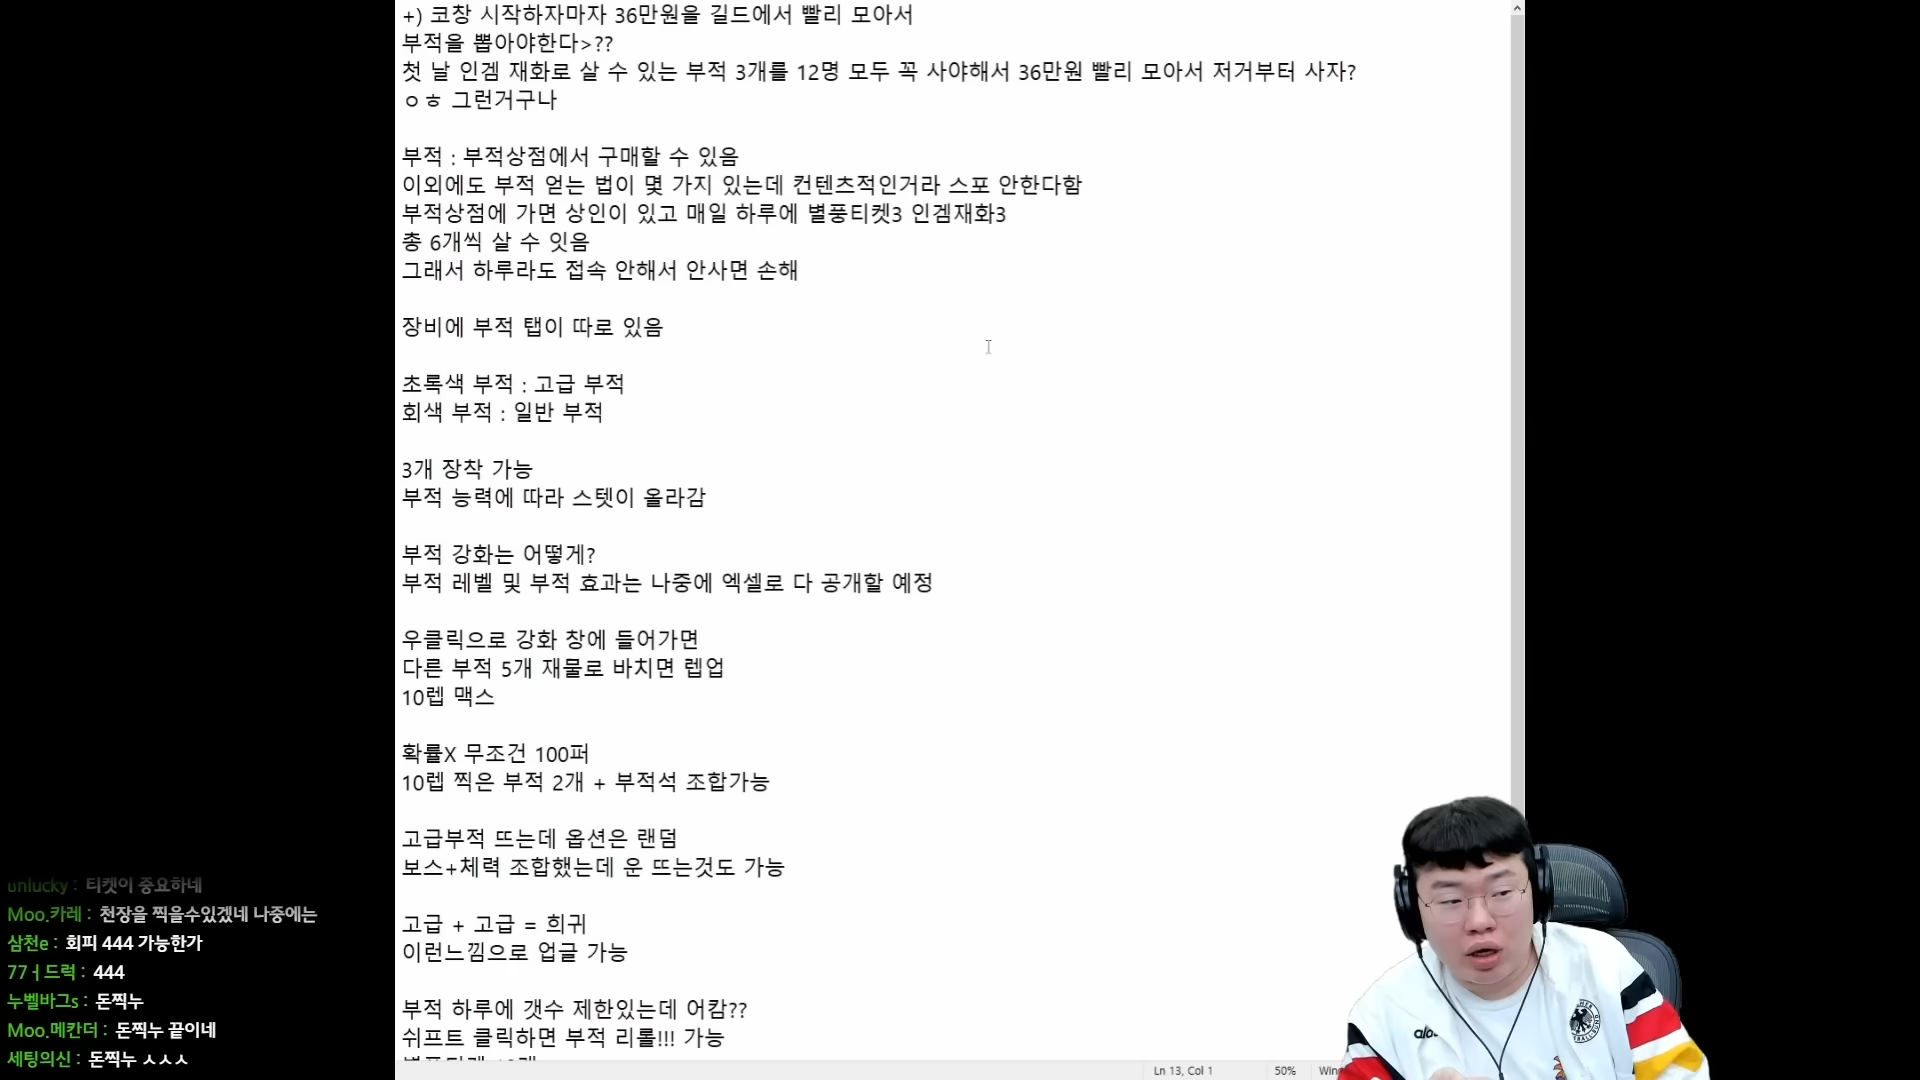 +) 코창 시작하자마자 36만원을 길드에서 빨리 모아서
부적을 뽑아야한다>??
첫 날 인겜 재화로 살 수 있는 부적 3개를 12명 모두 꼭 사야해서 36만원 빨리 모아서 저거부터 사자?
ㅇㅎ 그런거구나
부적 : 부적상점에서 구매할 수 있음
이외에도 부적 얻는 법이 몇 가지 있는데 컨텐츠적인거라 스포 안한다함
부적상점에 가면 상인이 있고 매일 하루에 별풍티켓3 인겜재화3
총 6개씩 살 수 잇음
그래서 하루라도 접속 안해서 안사면 손해
장비에 부적 탭이 따로 있음
초록색 부적 : 고급 부적
회색 부적 : 일반 부적
3개 장착 가능
부적 능력에 따라 스텟이 올라감
부적 강화는 어떻게?
부적 레벨 및 부적 효과는 나중에 엑셀로 다 공개할 예정
우클릭으로 강화 창에 들어가면
다른 부적 5개 재물로 바치면 렙업
10렙 맥스
확률X 무조건 100퍼
10렙 찍은 부적 2개 + 부적석 조합가능
고급부적 뜨는데 옵션은 랜덤
보스+체력 조합했는데 운 뜨는것도 가능
고급 + 고급 = 희귀
이런느낌으로 업글 가능
부적 하루에 갯수 제한있는데 어캄??
쉬프트 클릭하면 부적 리롤!!! 가능
Ln 13, Col 1
50%
unlucky : 티켓이 중요하네
Moo.카레 : 천장을 찍을수있겠네 나중에는
삼천e : 회피 444 가능한가
77ㅓ드럭 : 444
누벨바그s : 돈찍누
Moo.메칸더 : 돈찍누 끝이네
세팅의신 : 돈찍누 ㅅㅅㅅ